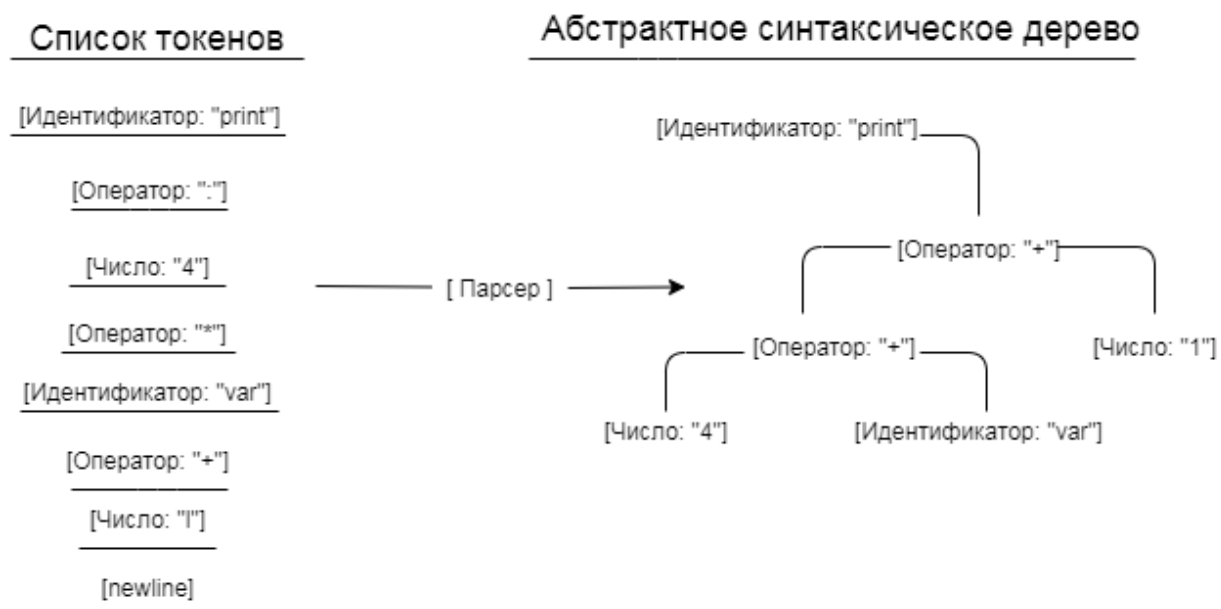 Список токенов
[Идентификатор: "print"]
[Оператор: ":"]
[Число: "4"]
[Оператор: "*"]
[Идентификатор: "var"]
[Оператор: "+"]
[Число: "l"]
[newline]
[ Парсер ]
Абстрактное синтаксическое дерево
[Идентификатор: "print"]
[Оператор: "+"]
[Оператор: "+"]
[Число: "1"]
[Число: "4"]
[Идентификатор: "var"]